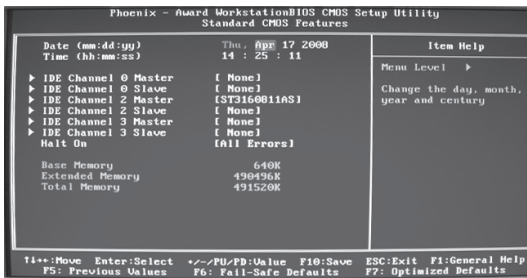 Phoenix - Award WorkstationBIOS CMOS Setup Utility
Standard CMOS Features
Date (mm:dd:yy) Thu, Apr 17 2008
Time (hh:mm:ss) 14 : 25 : 11
IDE Channel 0 Master [ None]
IDE Channel 0 Slave [ None]
IDE Channel 2 Master [ST3160811AS]
IDE Channel 2 Slave [ None]
IDE Channel 3 Master [ None]
IDE Channel 3 Slave [ None]
Halt On [All Errors]
Base Memory 640K
Extended Memory 490496K
Total Memory 491520K
Item Help
Menu Level
Change the day, month,
year and century
↑↓→←:Move Enter:Select +/-/PU/PD:Value F10:Save ESC:Exit F1:General Help
F5: Previous Values F6: Fail-Safe Defaults F7: Optimized Defaults